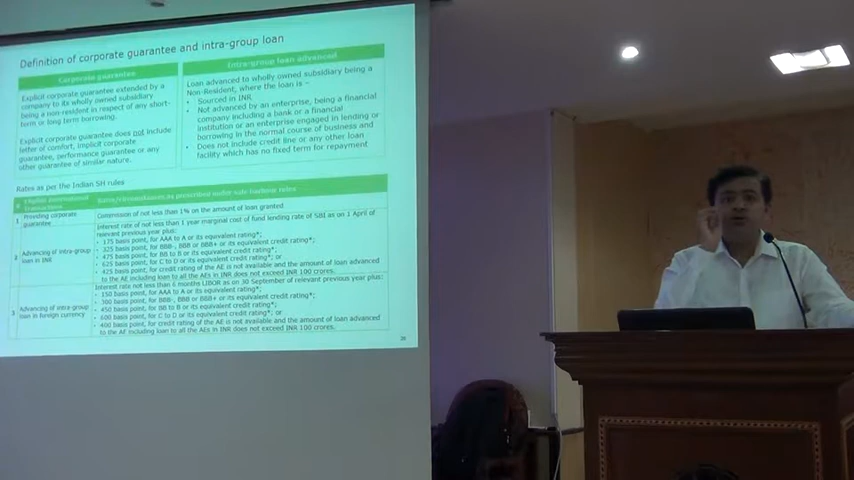 Definition of corporate guarantee and intra-group loan
Corporate guarantee
Explicit corporate guarantee extended by a
company to its wholly owned subsidiary
being a non-resident in respect of any short-
term or long term borrowing.
Explicit corporate guarantee does not include
letter of comfort, implicit corporate
guarantee, performance guarantee or any
other guarantee of similar nature.
Intra-group loan advanced
Loan advanced to wholly owned subsidiary being a
Non-Resident, where the loan is –
• Sourced in INR
• Not advanced by an enterprise, being a financial
company including a bank or a financial
institution or an enterprise engaged in lending or
borrowing in the normal course of business and
• Does not include credit line or any other loan
facility which has no fixed term for repayment
Rates as per the Indian SH rules
# Eligible International
Transactions
Rates/circumstances prescribed under safe harbour rates
1 Providing corporate
guarantee
Commission of not less than 1% on the amount of loan granted
2 Advancing of intra-group
loan in INR
Interest rate of not less than 1 year marginal cost of fund lending rate of SBI as on 1 April of
relevant previous year plus:
• 175 basis point, for AAA to A or its equivalent rating*;
• 325 basis point, for BBB-, BBB or BBB+ or its equivalent credit rating*;
• 475 basis point, for BB to B or its equivalent credit rating*;
• 625 basis point, for C to D or its equivalent credit rating*; or
• 425 basis point, for credit rating of the AE is not available and the amount of loan advanced
to the AE including loan to all the AEs in INR does not exceed INR 100 crores.
3 Advancing of intra-group
loan in foreign currency
Interest rate not less than 6 months LIBOR as on 30 September of relevant previous year plus:
• 150 basis point, for AAA to A or its equivalent rating*;
• 300 basis point, for BBB-, BBB or BBB+ or its equivalent credit rating*;
• 450 basis point, for BB to B or its equivalent credit rating*;
• 600 basis point, for C to D or its equivalent credit rating*; or
• 400 basis point, for credit rating of the AE is not available and the amount of loan advanced
to the AE including loan to all the AEs in INR does not exceed INR 100 crores.